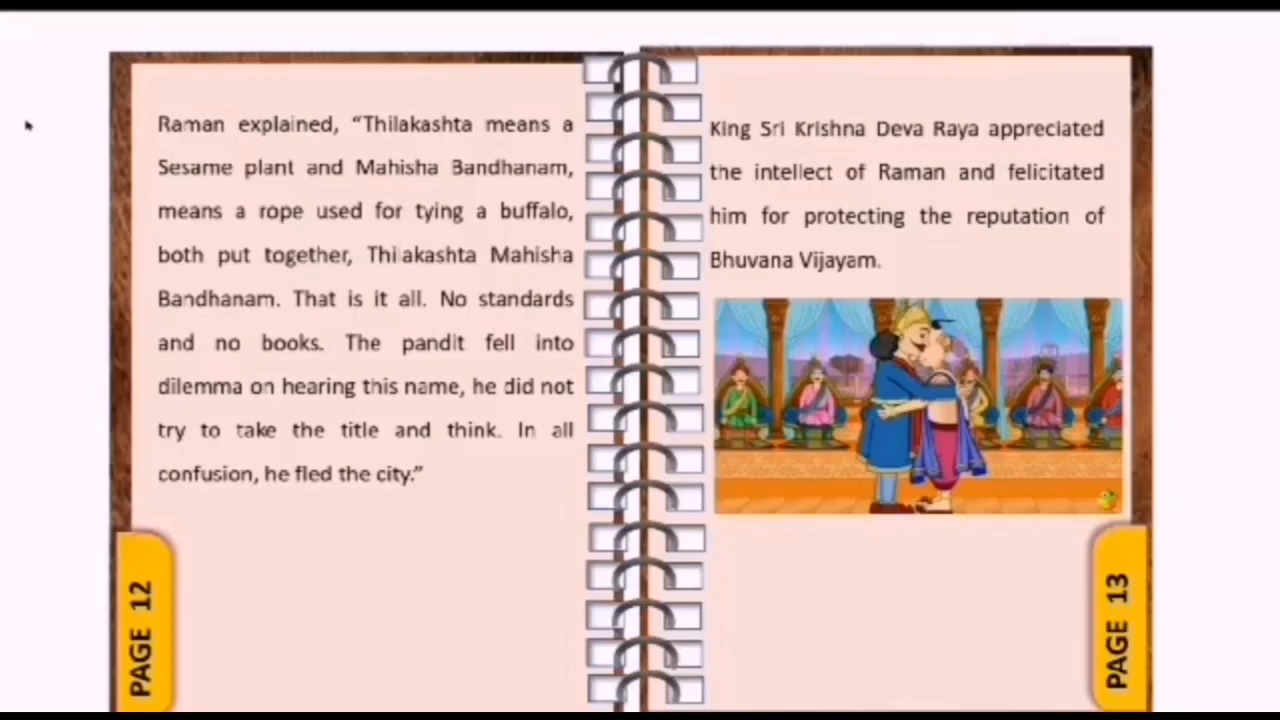 Raman explained, “Thilakashta means a
Sesame plant and Mahisha Bandhanam,
means a rope used for tying a buffalo,
both put together, Thilakashta Mahisha
Bandhanam. That is it all. No standards
and no books. The pandit fell into
dilemma on hearing this name, he did not
try to take the title and think. In all
confusion, he fled the city.”
PAGE 12
King Sri Krishna Deva Raya appreciated
the intellect of Raman and felicitated
him for protecting the reputation of
Bhuvana Vijayam.
PAGE 13